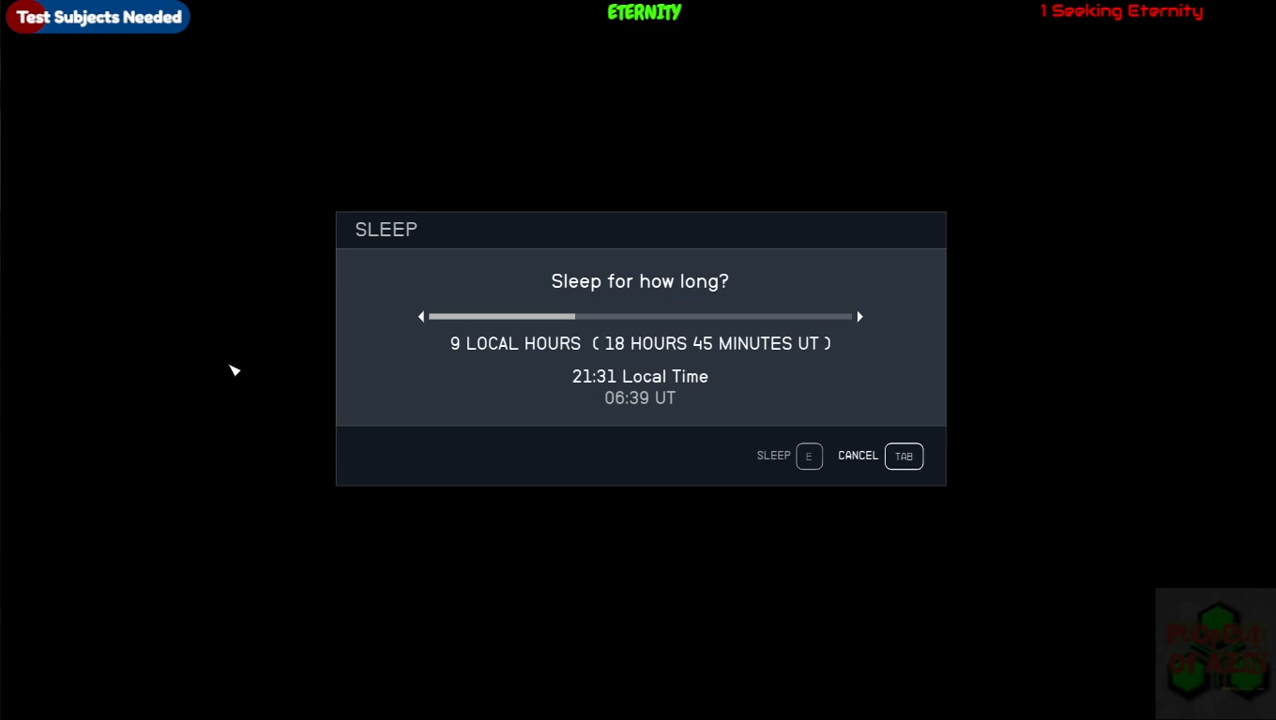 Test Subjects Needed
ETERNITY
1 Seeking Eternity
SLEEP
Sleep for how long?
9 LOCAL HOURS ( 18 HOURS 45 MINUTES UT )
21:31 Local Time
06:39 UT
SLEEP E CANCEL TAB